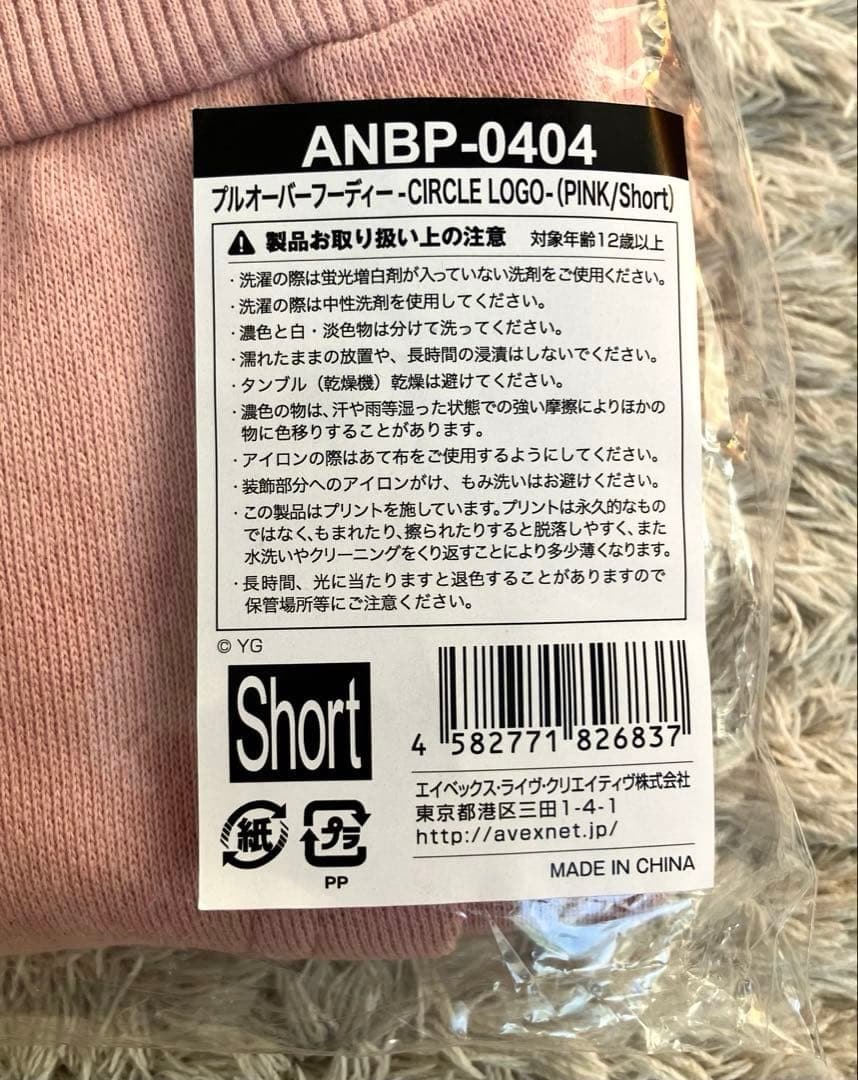 ANBP-0404
プルオーバーフーディー -CIRCLE LOGO- (PINK/Short)
製品お取り扱い上の注意 対象年齢12歳以上
・洗濯の際は蛍光増白剤が入っていない洗剤をご使用ください。
・洗濯の際は中性洗剤を使用してください。
・濃色と白・淡色物は分けて洗ってください。
・濡れたままの放置や、長時間の浸漬はしないでください。
・タンブル（乾燥機）乾燥は避けてください。
・濃色の物は、汗や雨等湿った状態での強い摩擦によりほかの
物に色移りすることがあります。
・アイロンの際はあて布をご使用するようにしてください。
・装飾部分へのアイロンがけ、もみ洗いはお避けください。
・この製品はプリントを施しています。プリントは永久的なもの
ではなく、もまれたり、擦られたりすると脱落しやすく、また
水洗いやクリーニングをくり返すことにより多少薄くなります。
・長時間、光に当たりますと退色することがありますので
保管場所等にご注意ください。
© YG
Short
4 582771 826837
エイベックス・ライヴ・クリエイティヴ株式会社
東京都港区三田1-4-1
http://avexnet.jp/
紙 プラ
PP
MADE IN CHINA